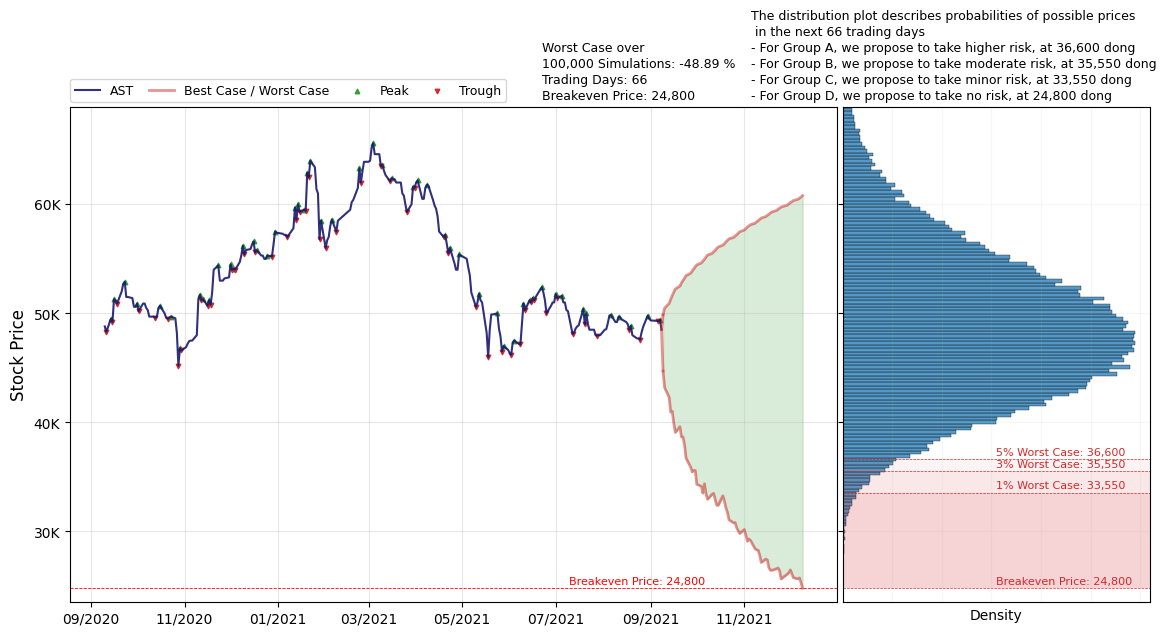 The distribution plot describes probabilities of possible prices
in the next 66 trading days
- For Group A, we propose to take higher risk, at 36,600 dong
- For Group B, we propose to take moderate risk, at 35,550 dong
- For Group C, we propose to take minor risk, at 33,550 dong
- For Group D, we propose to take no risk, at 24,800 dong
Worst Case over
100,000 Simulations: -48.89 %
Trading Days: 66
Breakeven Price: 24,800
AST
Best Case / Worst Case
Peak
Trough
Stock Price
60K
50K
40K
30K
Breakeven Price: 24,800
09/2020
11/2020
01/2021
03/2021
05/2021
07/2021
09/2021
11/2021
5% Worst Case: 36,600
3% Worst Case: 35,550
1% Worst Case: 33,550
Breakeven Price: 24,800
Density